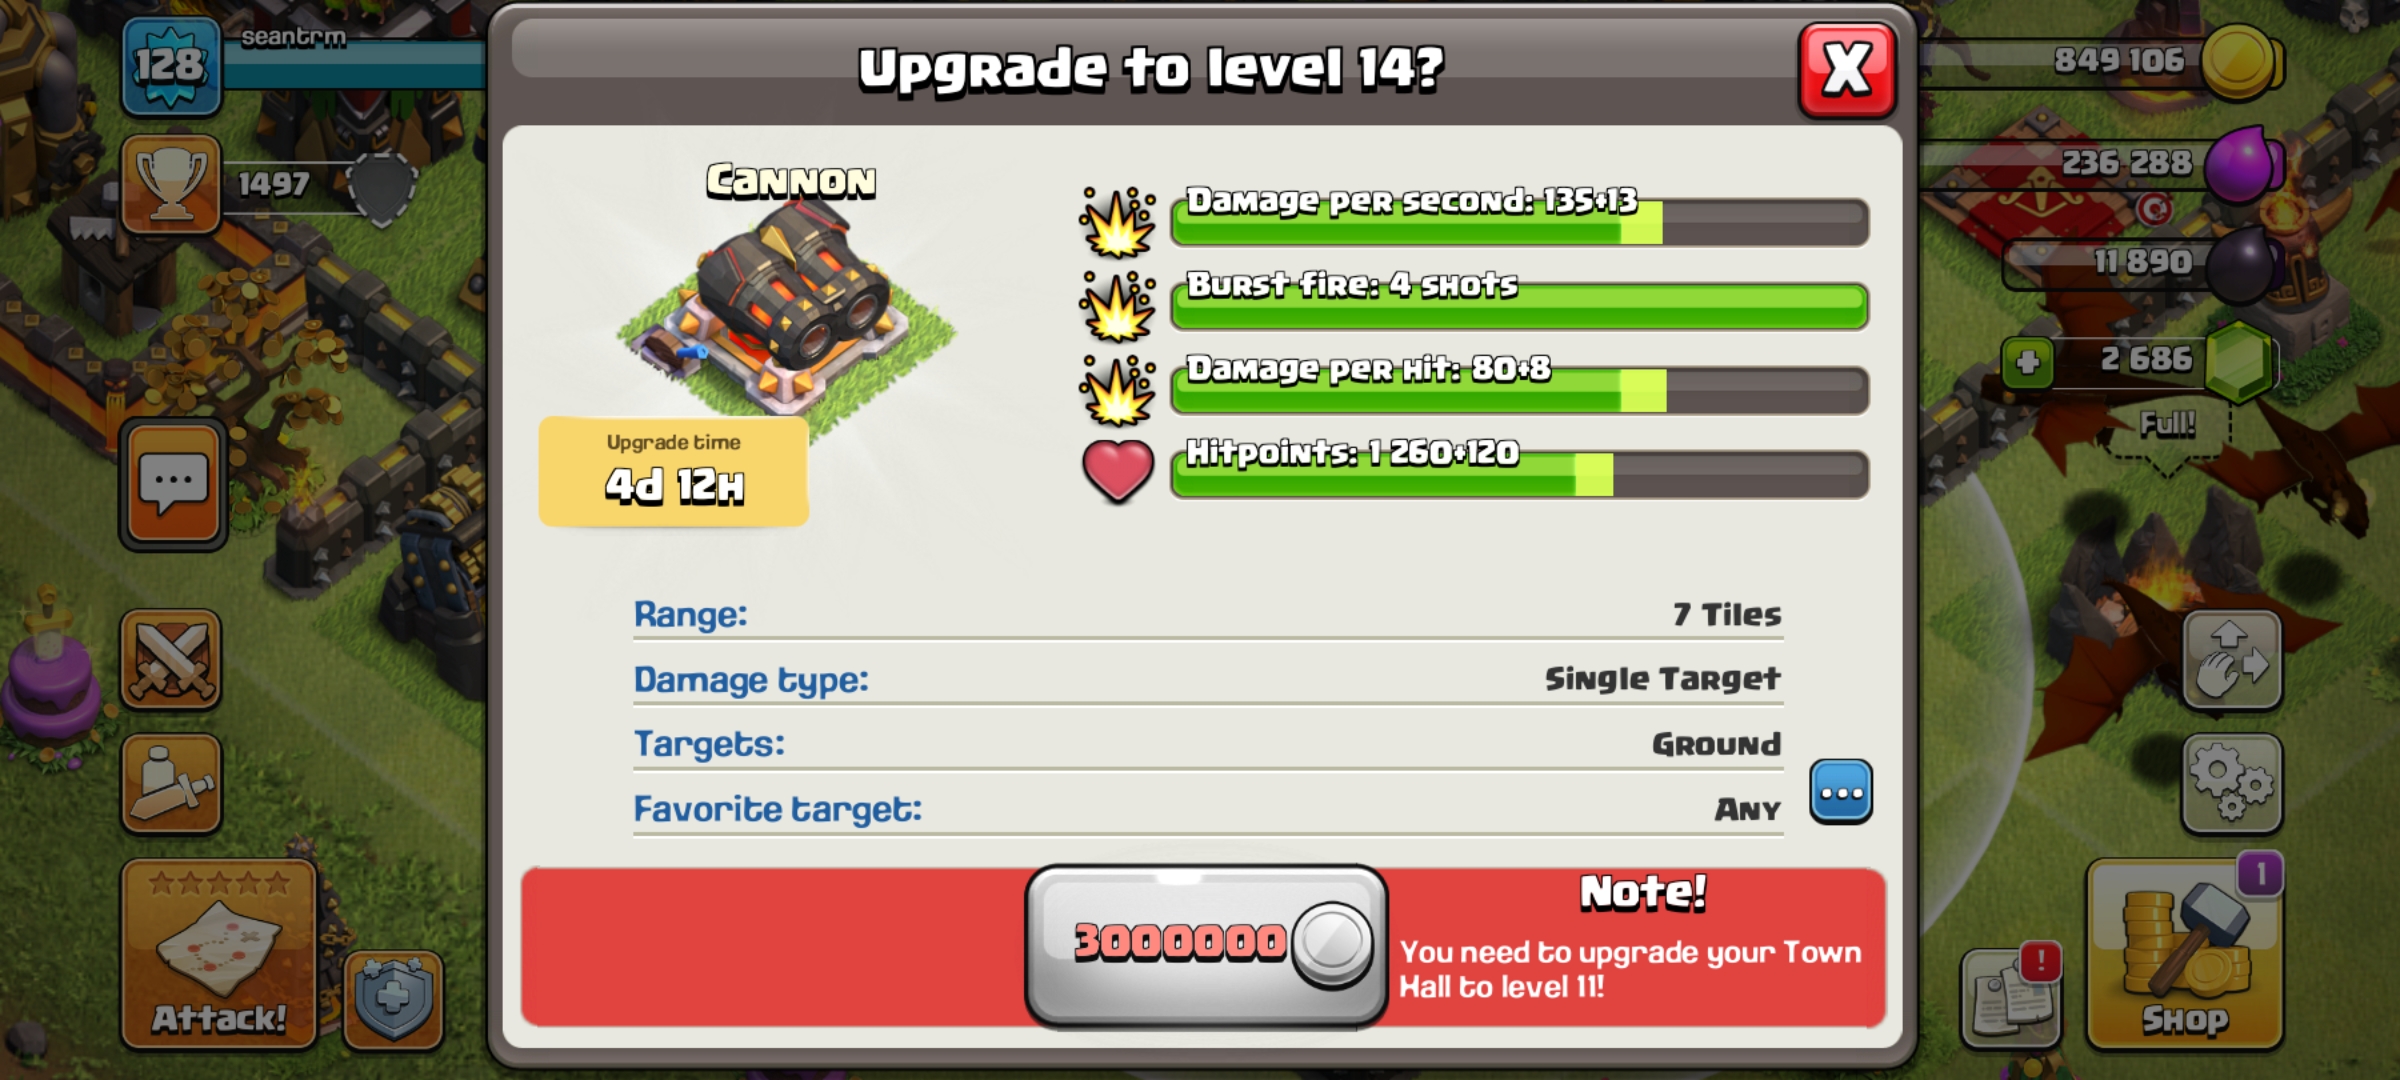 128
seantrm
1497
Upgrade to level 14?
X
849 106
236 288
11 890
2 686
Full!
Cannon
Upgrade time
4d 12H
Damage per second: 135+13
Burst fire: 4 shots
Damage per hit: 80+8
Hitpoints: 1 260+120
Range: 7 Tiles
Damage type: Single Target
Targets: Ground
Favorite target: Any
3000000
Note!
You need to upgrade your Town
Hall to level 11!
Attack!
!
1
Shop